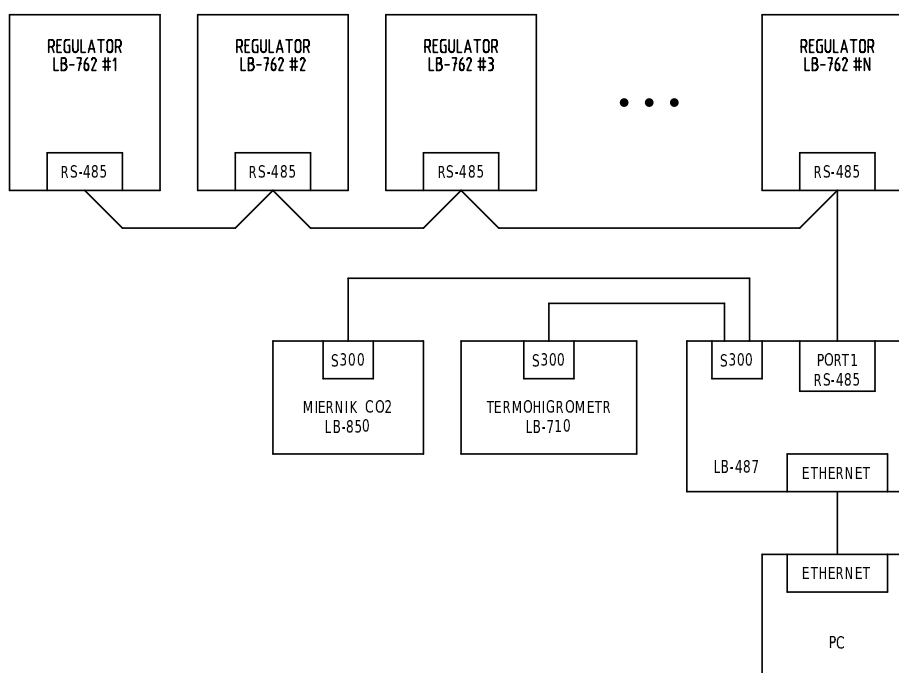 REGULATOR
LB-762 #1
REGULATOR
LB-762 #2
REGULATOR
LB-762 #3
REGULATOR
LB-762 #N
RS-485
RS-485
RS-485
RS-485
S300
S300
S300
PORT1
RS-485
MIERNIK CO2
LB-850
TERMOHIGROMETR
LB-710
LB-487
ETHERNET
ETHERNET
PC